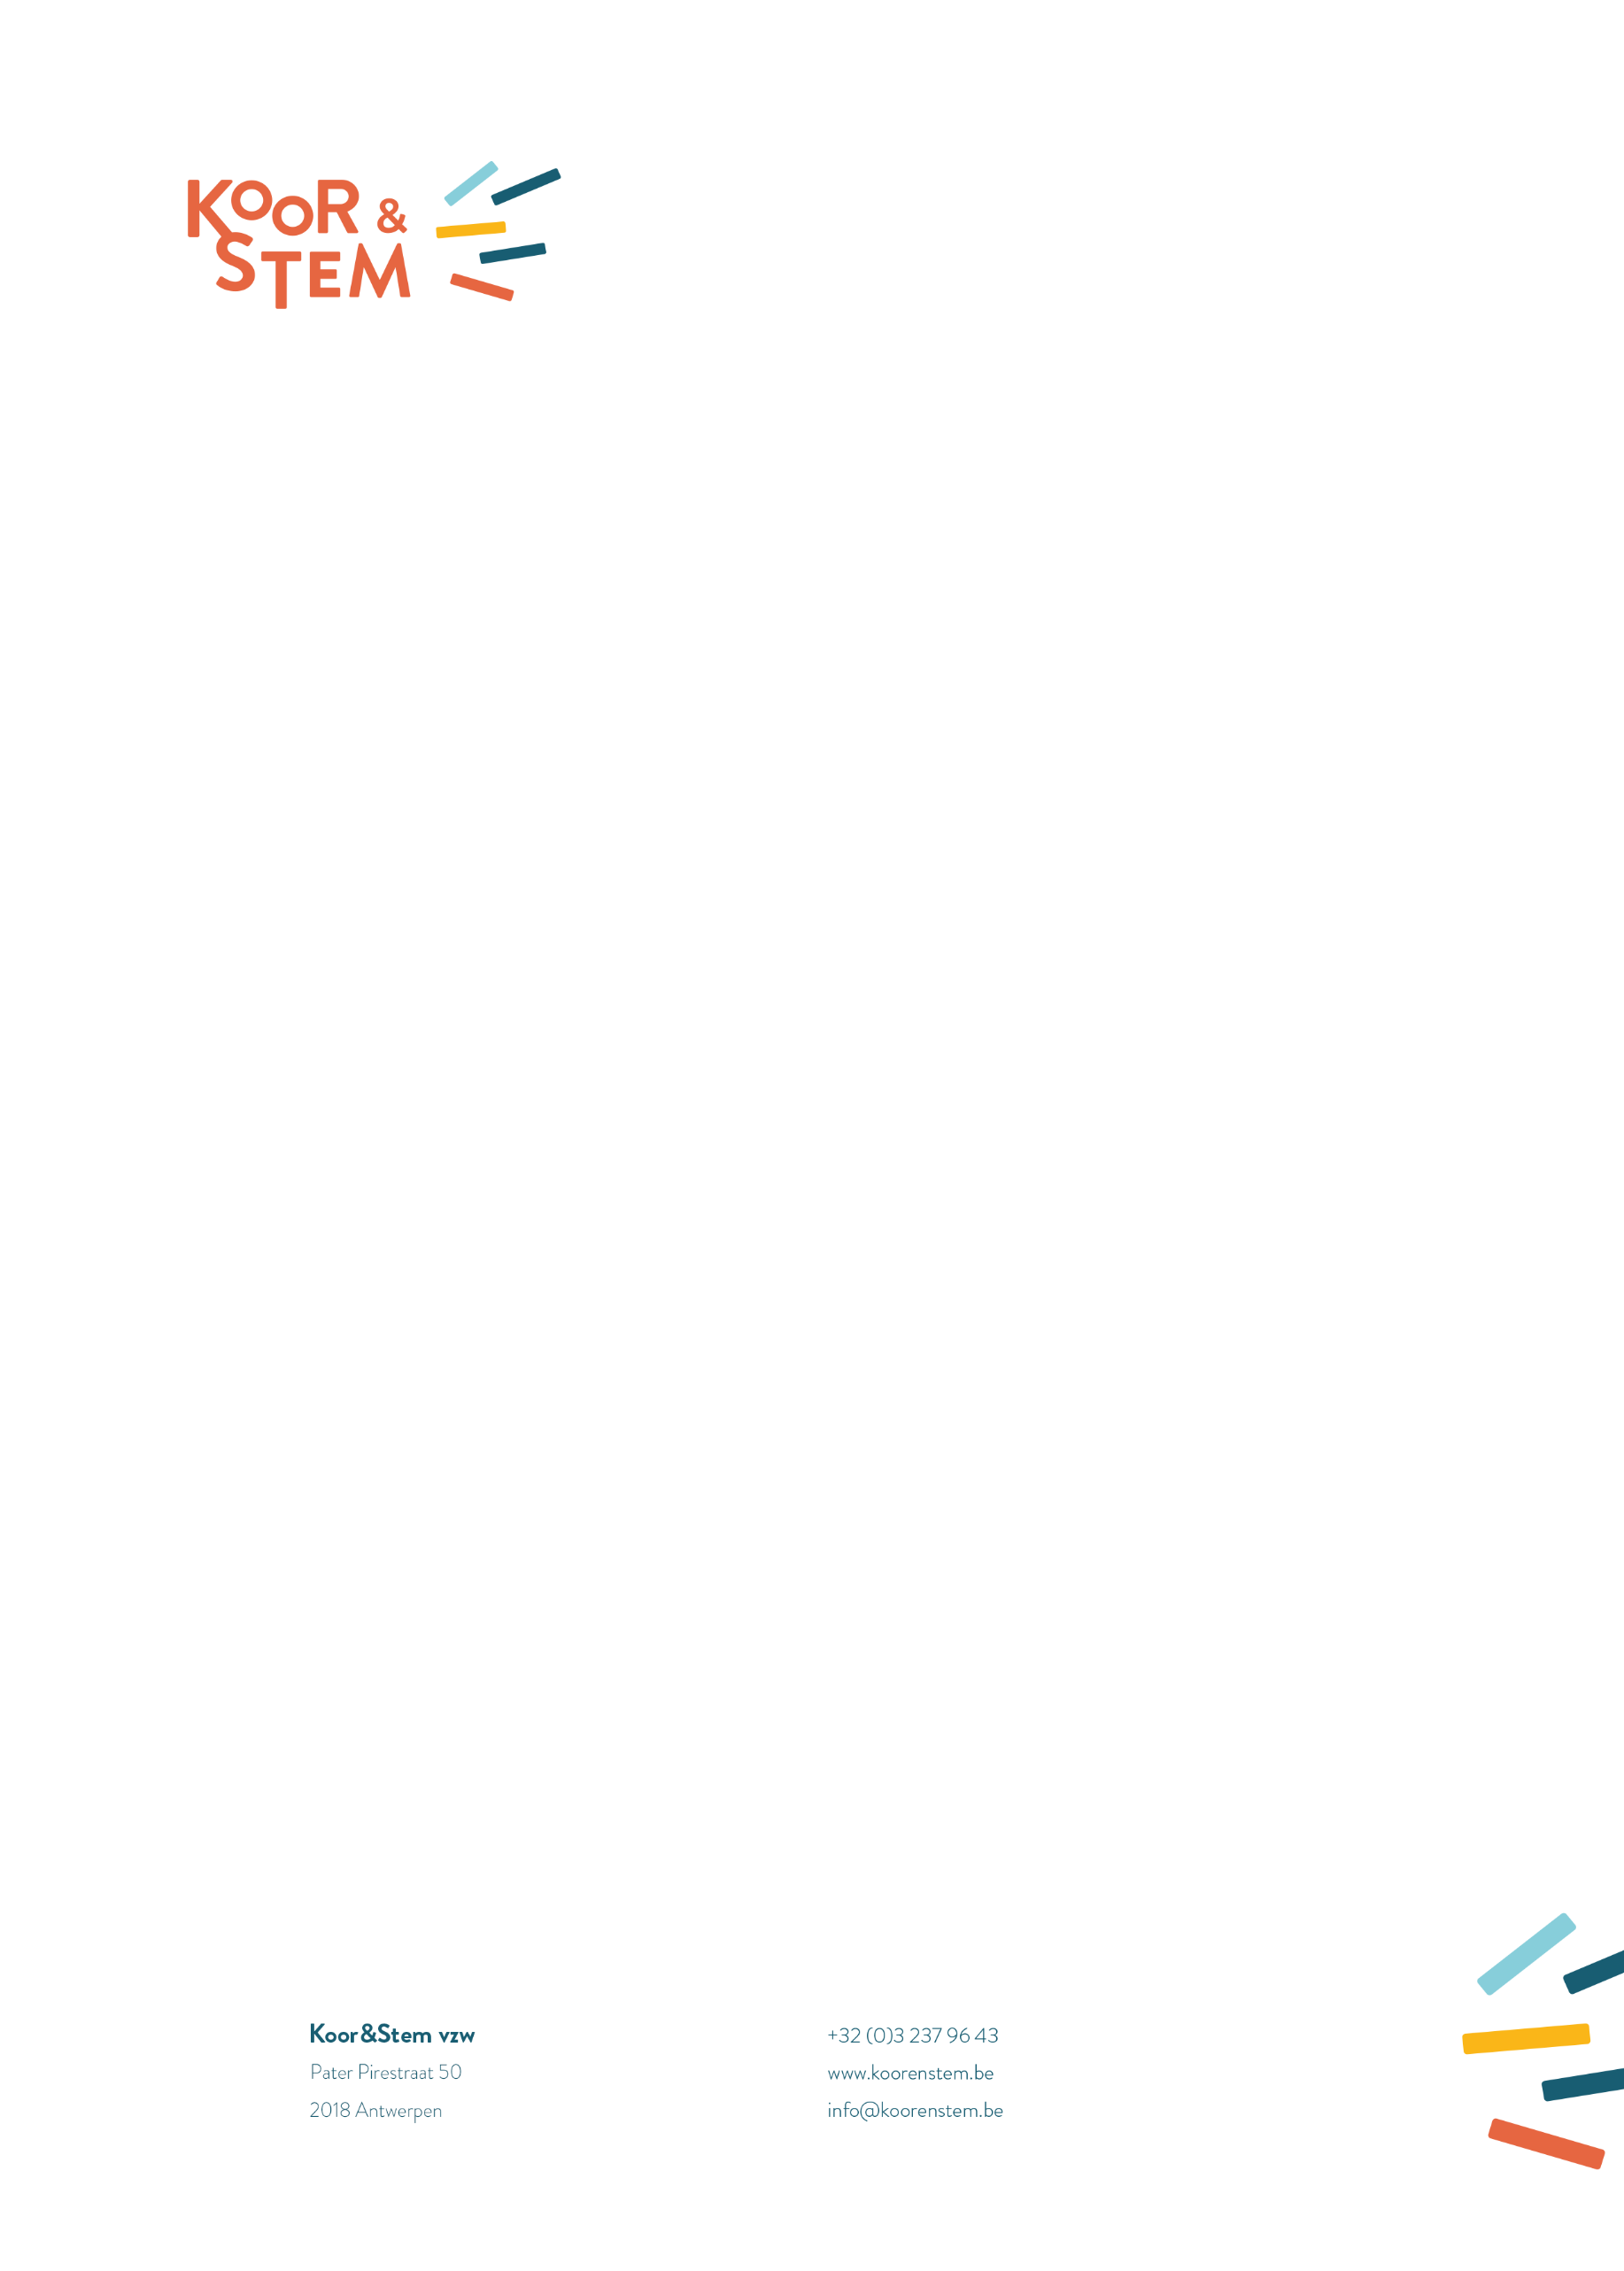 KOOR &
STEM
Koor&Stem vzw
Pater Pirestraat 50
2018 Antwerpen
+32 (0)3 237 96 43
www.koorenstem.be
info@koorenstem.be